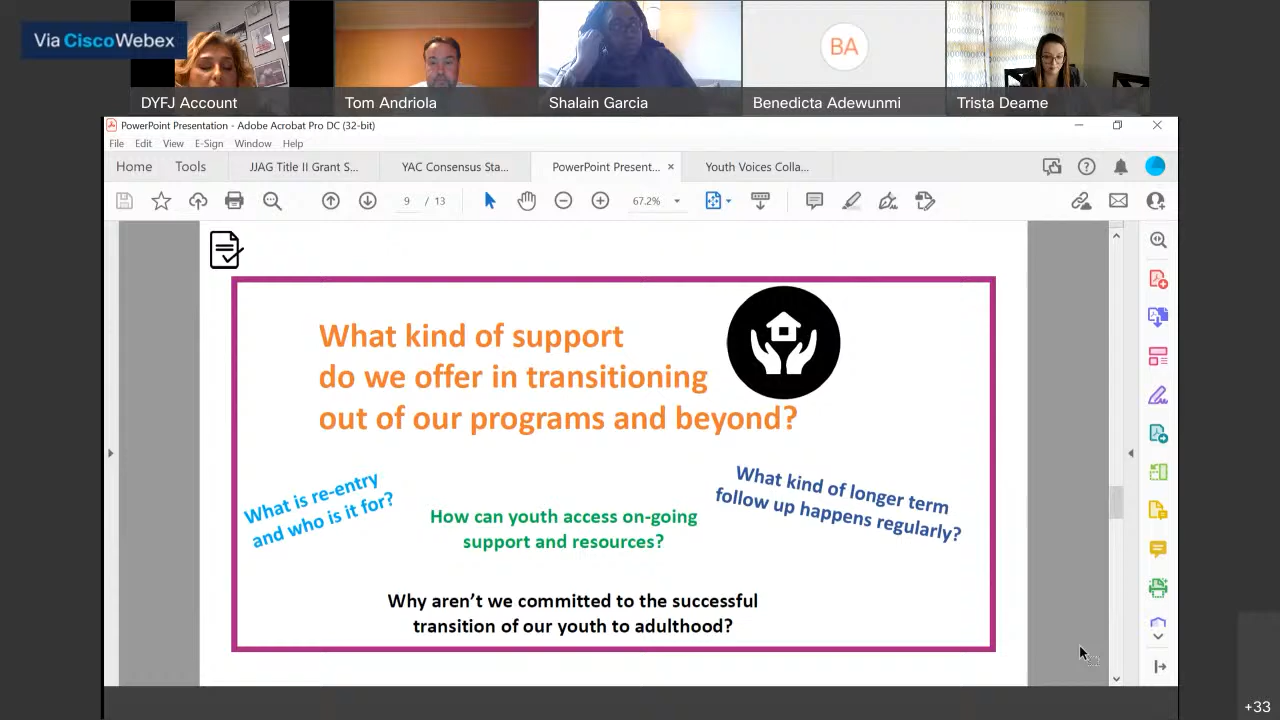 Via CiscoWebex
DYFJ Account
Tom Andriola
Shalain Garcia
BA
Benedicta Adewunmi
Trista Deame
PowerPoint Presentation - Adobe Acrobat Pro DC (32-bit)
File Edit View E-Sign Window Help
Home Tools JJAG Title II Grant S... YAC Consensus Sta... PowerPoint Present... × Youth Voices Colla...
9 / 13 67.2%
What kind of support
do we offer in transitioning
out of our programs and beyond?
What is re-entry
and who is it for?
How can youth access on-going
support and resources?
What kind of longer term
follow up happens regularly?
Why aren't we committed to the successful
transition of our youth to adulthood?
+33